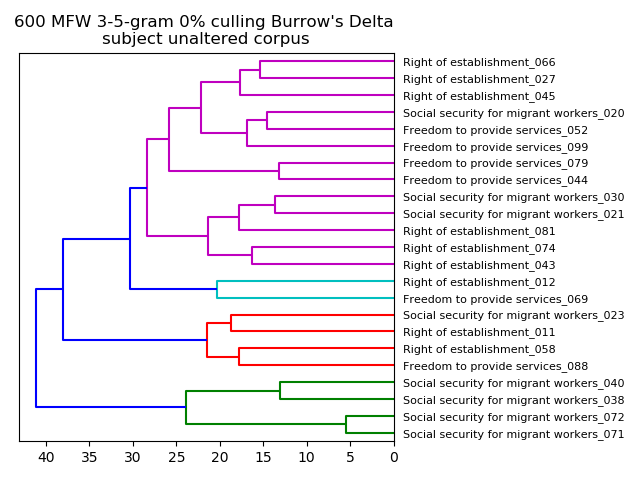 600 MFW 3-5-gram 0% culling Burrow's Delta
subject unaltered corpus
Right of establishment_066
Right of establishment_027
Right of establishment_045
Social security for migrant workers_020
Freedom to provide services_052
Freedom to provide services_099
Freedom to provide services_079
Freedom to provide services_044
Social security for migrant workers_030
Social security for migrant workers_021
Right of establishment_081
Right of establishment_074
Right of establishment_043
Right of establishment_012
Freedom to provide services_069
Social security for migrant workers_023
Right of establishment_011
Right of establishment_058
Freedom to provide services_088
Social security for migrant workers_040
Social security for migrant workers_038
Social security for migrant workers_072
Social security for migrant workers_071
40 35 30 25 20 15 10 5 0